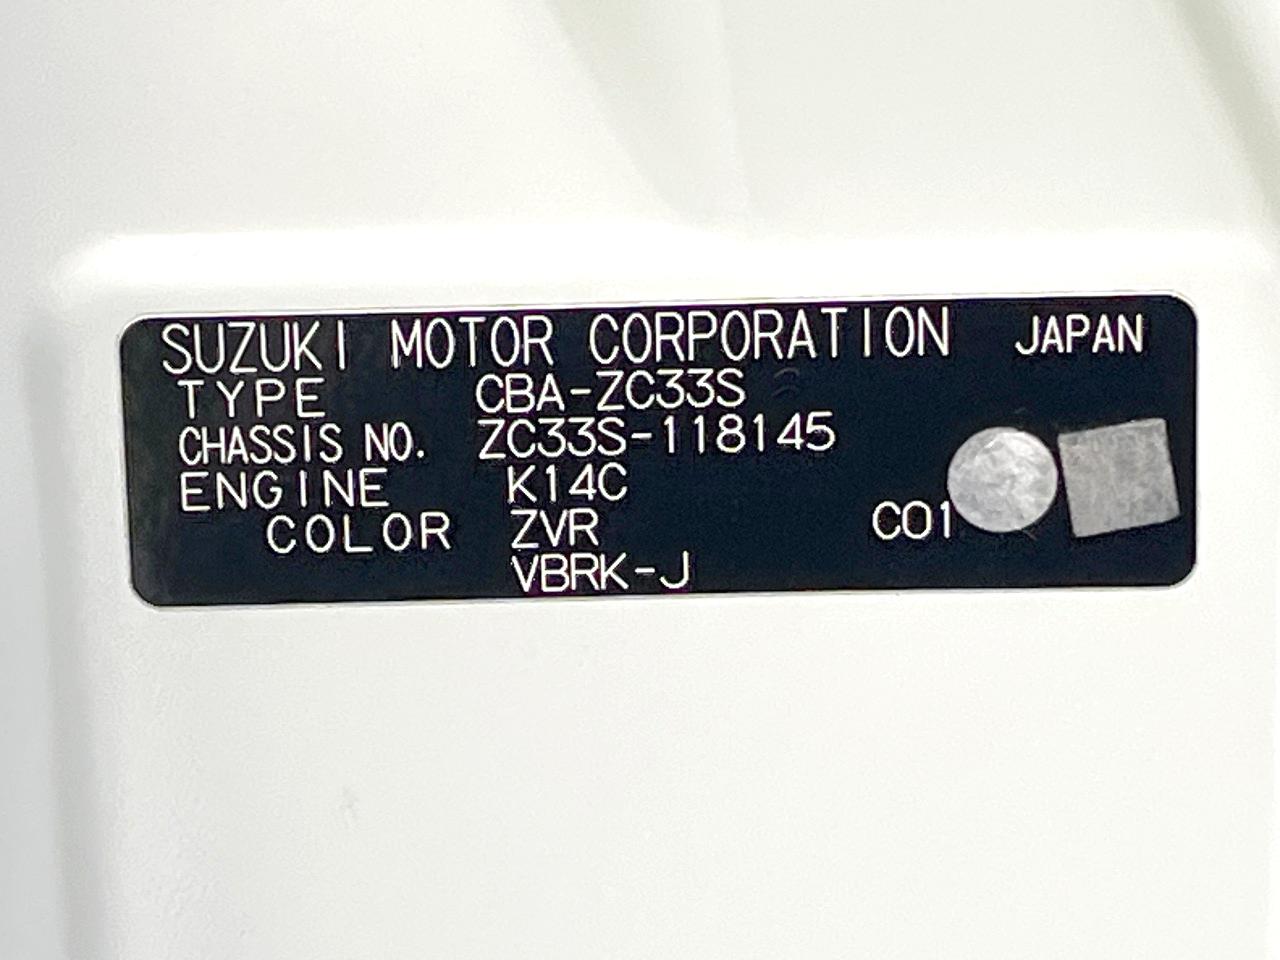 SUZUKI MOTOR CORPORATION JAPAN
TYPE CBA-ZC33S
CHASSIS NO. ZC33S-118145
ENGINE K14C
COLOR ZVR C01
VBRK-J